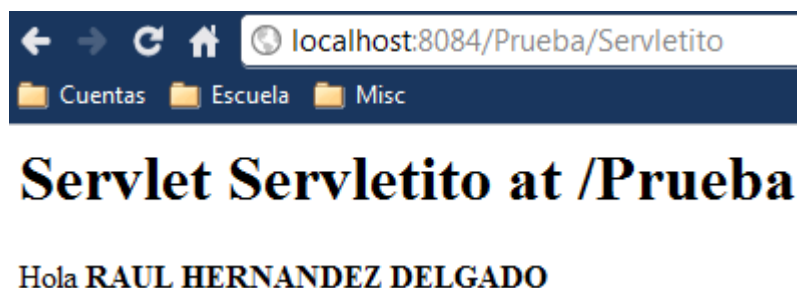 localhost:8084/Prueba/Servletito
Cuentas Escuela Misc
Servlet Servletito at /Prueba
Hola RAUL HERNANDEZ DELGADO